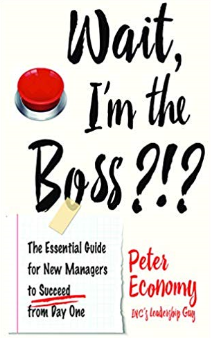 Wait,
I'm the
Boss?!?
The Essential Guide
for New Managers
to Succeed
from Day One
Peter
Economy
INC's Leadership Guy